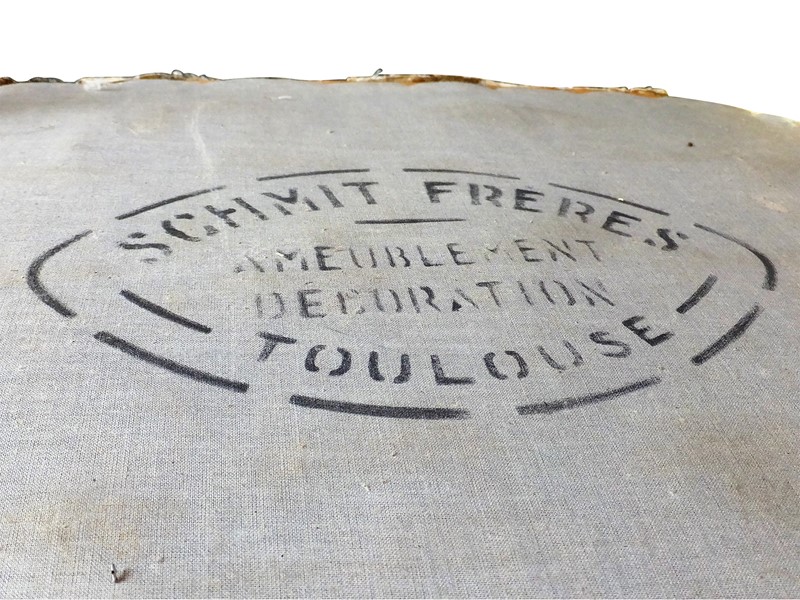 SCHMIT FRERES
AMEUBLEMENT
DÉCORATION
TOULOUSE